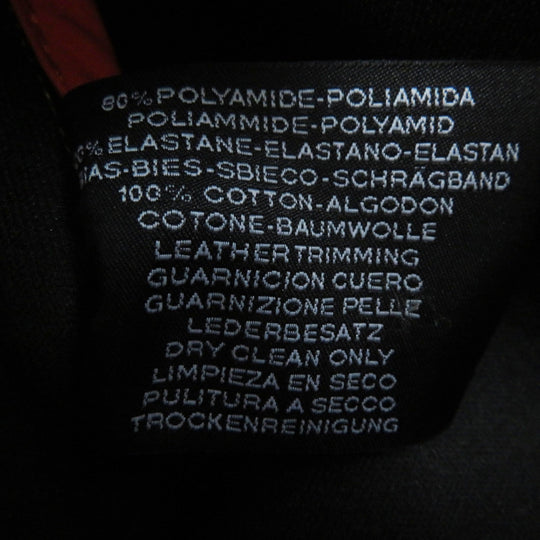 80% POLYAMIDE-POLIAMIDA
POLIAMMIDE-POLYAMID
% ELASTANE-ELASTANO-ELASTAN
-BIES-SBIECO-SCHRÄGBAND
100% COTTON-ALGODON
COTONE-BAUMWOLLE
LEATHER TRIMMING
GUARNICION CUERO
GUARNIZIONE PELLE
LEDERBESATZ
DRY CLEAN ONLY
LIMPIEZA EN SECO
PULITURA A SECCO
TROCKENREINIGUNG